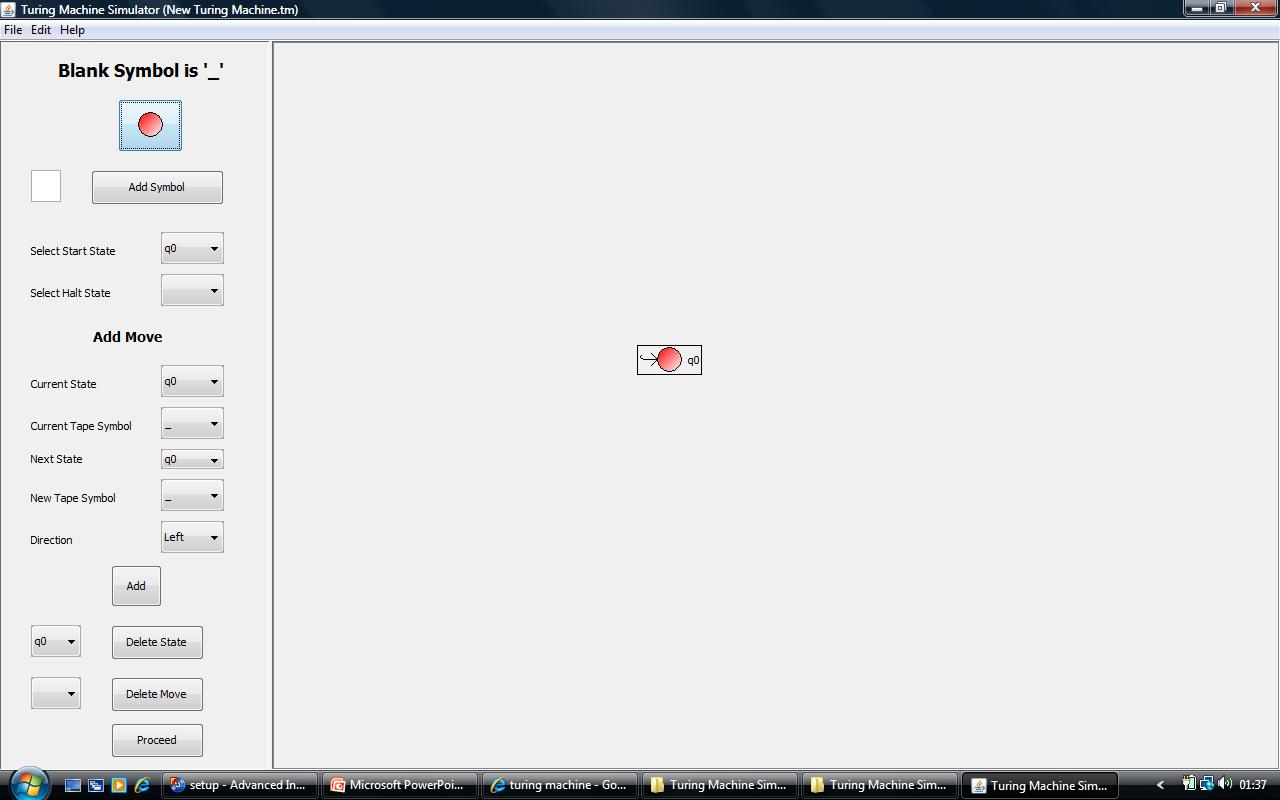 Turing Machine Simulator (New Turing Machine.tm)
File Edit Help
Blank Symbol is '_'
Add Symbol
Select Start State q0
Select Halt State
Add Move
Current State q0
Current Tape Symbol _
Next State q0
New Tape Symbol _
Direction Left
Add
q0 Delete State
Delete Move
Proceed
q0
setup - Advanced In... Microsoft PowerPoi... turing machine - Go... Turing Machine Sim... Turing Machine Sim... Turing Machine Sim... 01:37